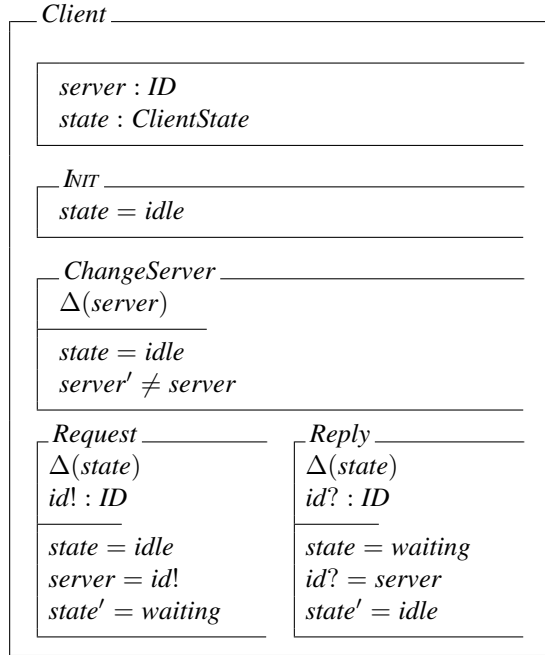 Client
server : ID
state : ClientState
INIT
state = idle
ChangeServer
Δ(server)
state = idle
server′ ≠ server
Request
Δ(state)
id! : ID
state = idle
server = id!
state′ = waiting
Reply
Δ(state)
id? : ID
state = waiting
id? = server
state′ = idle